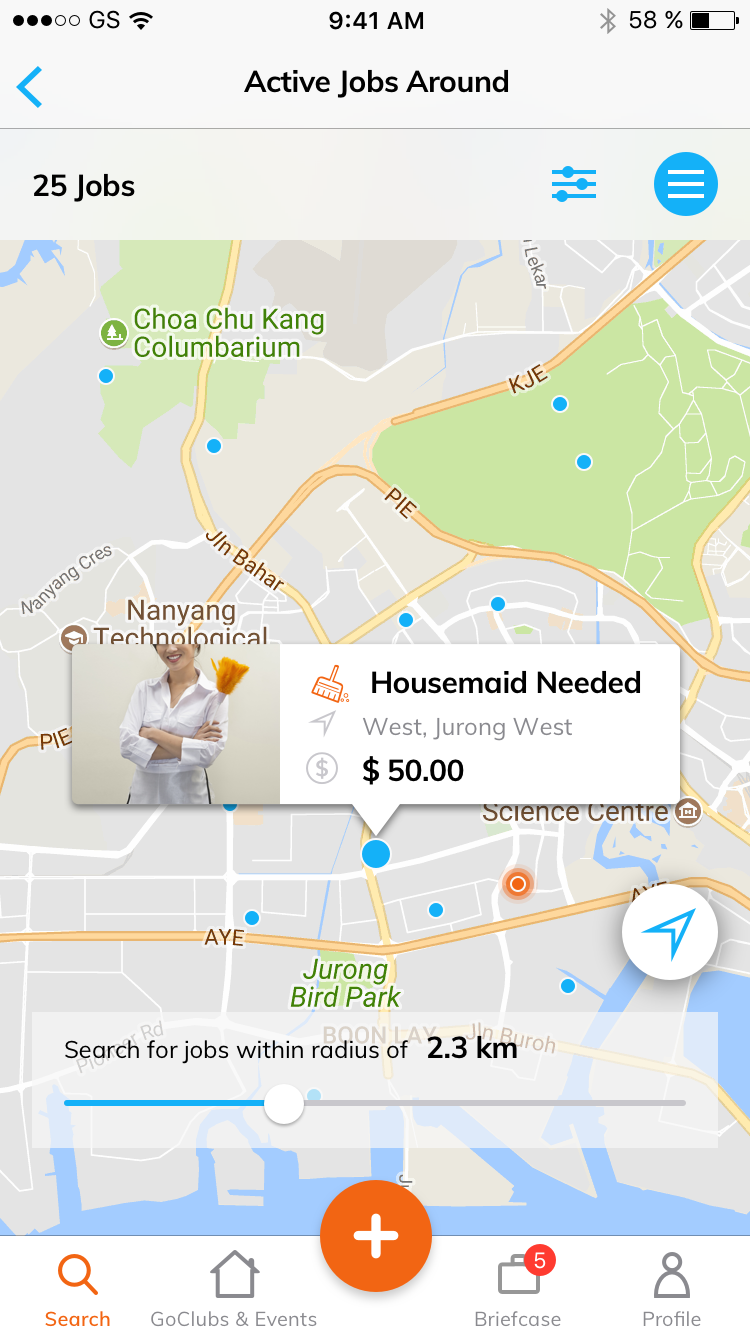 GS 9:41 AM 58 %
Active Jobs Around
25 Jobs
Lekar
Choa Chu Kang
Columbarium
KJE
PIE
Jln Bahar
Nanyang Cres
Nanyang
Technological
Housemaid Needed
West, Jurong West
PIE
$ $ 50.00
Science Centre
AYE
AYE
Jurong
Bird Park
BOON LAY
Jln Buroh
Pioneer Rd
Search for jobs within radius of 2.3 km
5
Search GoClubs & Events Briefcase Profile